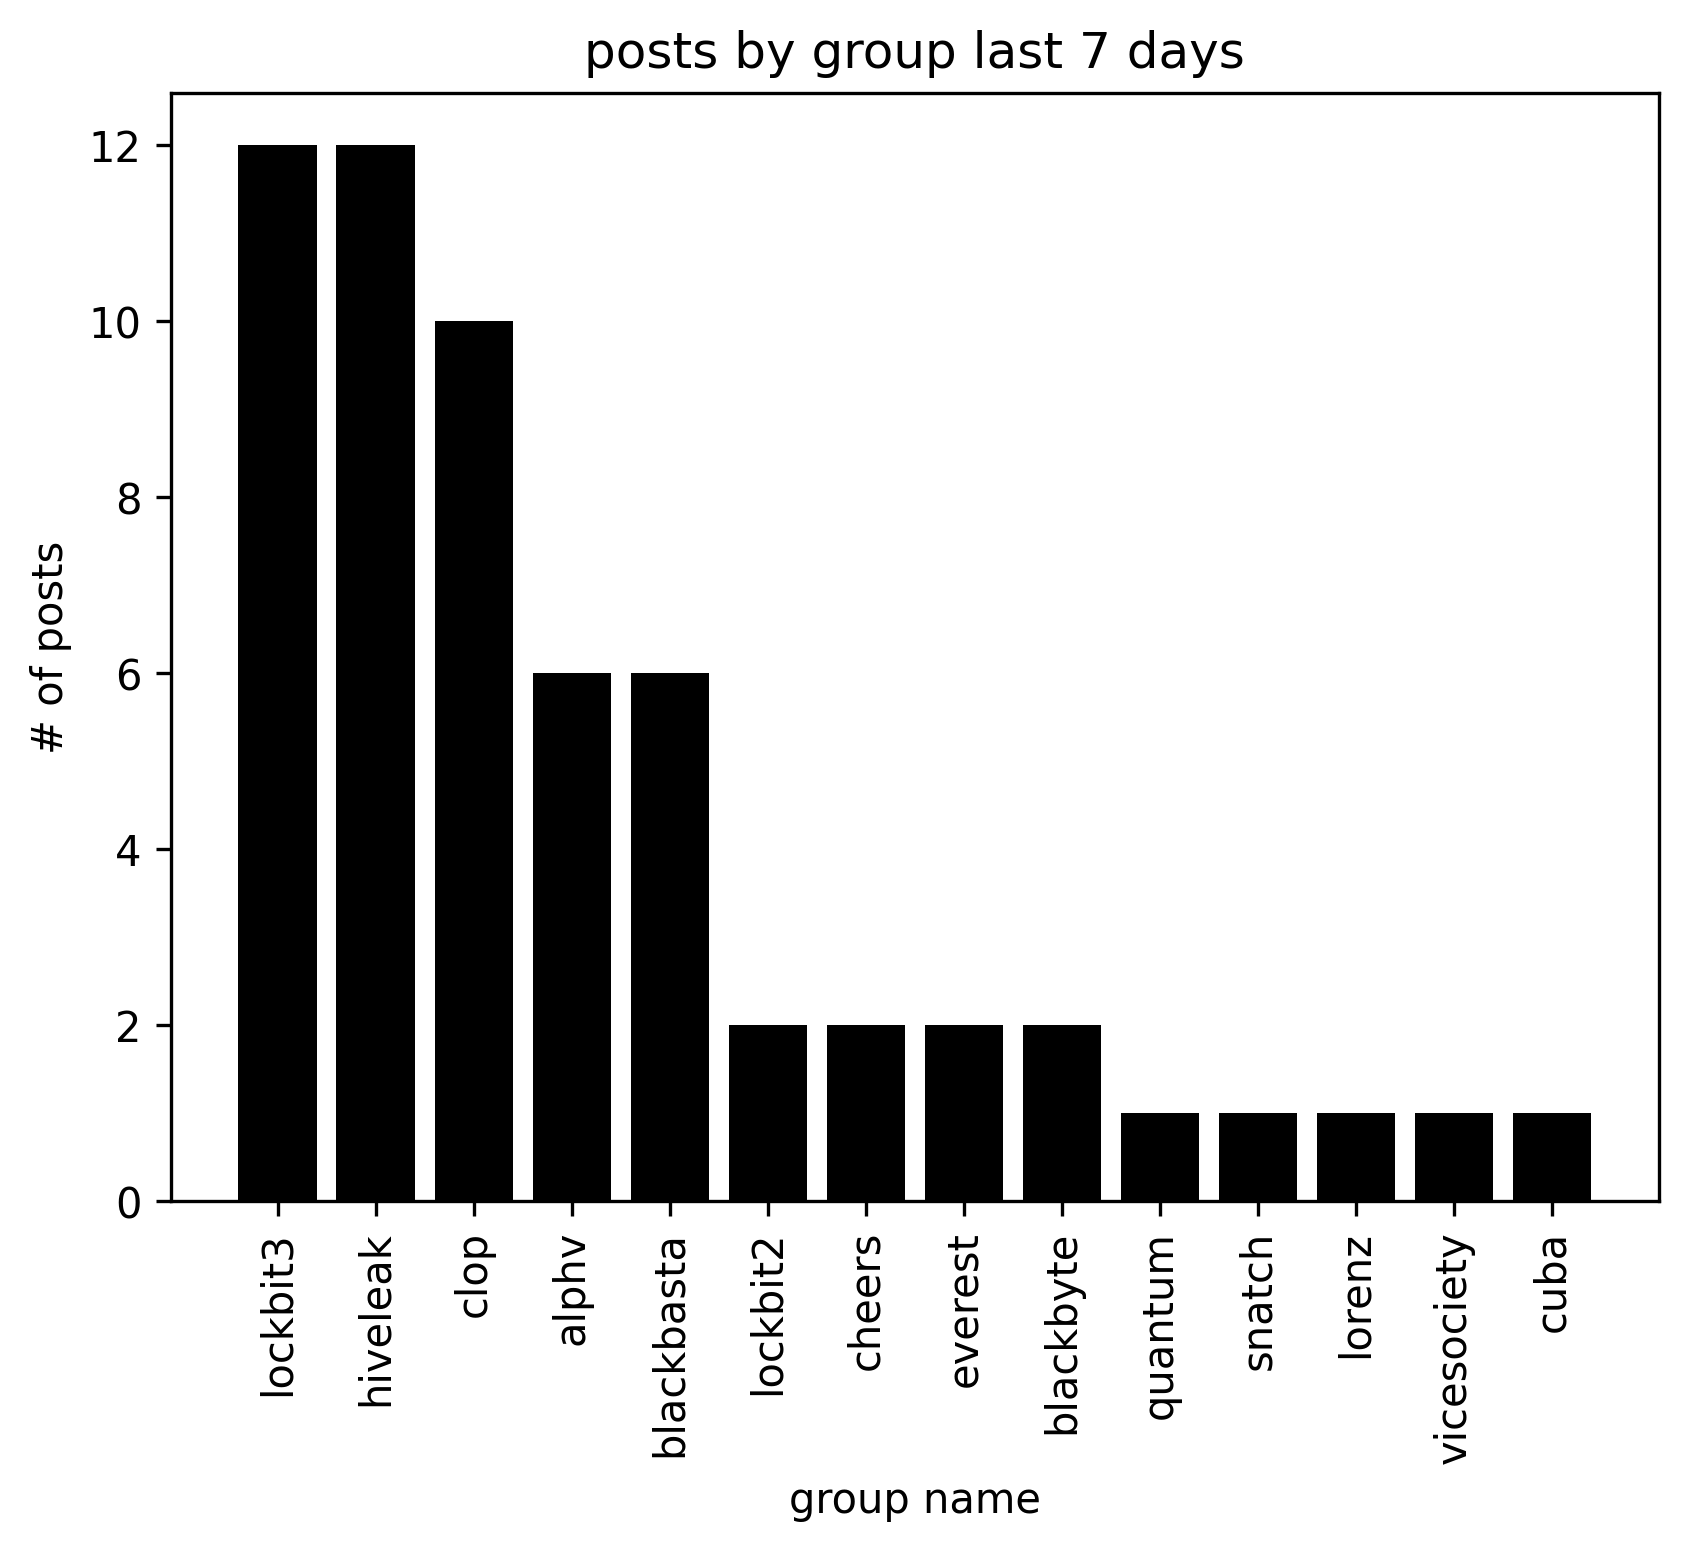 posts by group last 7 days
# of posts
12
10
8
6
4
2
0
lockbit3
hiveleak
clop
alphv
blackbasta
lockbit2
cheers
everest
blackbyte
quantum
snatch
lorenz
vicesociety
cuba
group name